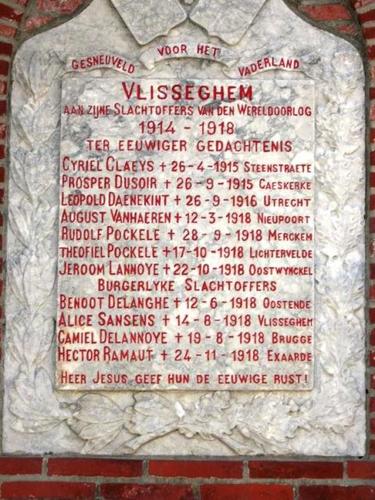 GESNEUVELD VOOR HET VADERLAND
VLISSEGHEM
AAN ZIJNE SLACHTOFFERS VAN DEN WERELDOORLOG
1914 - 1918
TER EEUWIGER GEDACHTENIS
CYRIEL CLAEYS + 26-4-1915 STEENSTRAETE
PROSPER DUSOIR + 26-9-1915 CAESKERKE
LEOPOLD DAENEKINT + 26-9-1916 UTRECHT
AUGUST VANHAEREN + 12-3-1918 NIEUPOORT
RUDOLF POCKELE + 28-9-1918 MERCKEM
THEOFIEL POCKELE + 17-10-1918 LICHTERVELDE
JEROOM LANNOYE + 22-10-1918 OOSTWYNCKEL
BURGERLYKE SLACHTOFFERS
BENOOT DELANGHE + 12-6-1918 OOSTENDE
ALICE SANSENS + 14-8-1918 VLISSEGHEM
CAMIEL DELANNOYE + 19-8-1918 BRUGGE
HECTOR RAMAUT + 24-11-1918 EXAARDE
HEER JESUS GEEF HUN DE EEUWIGE RUST!